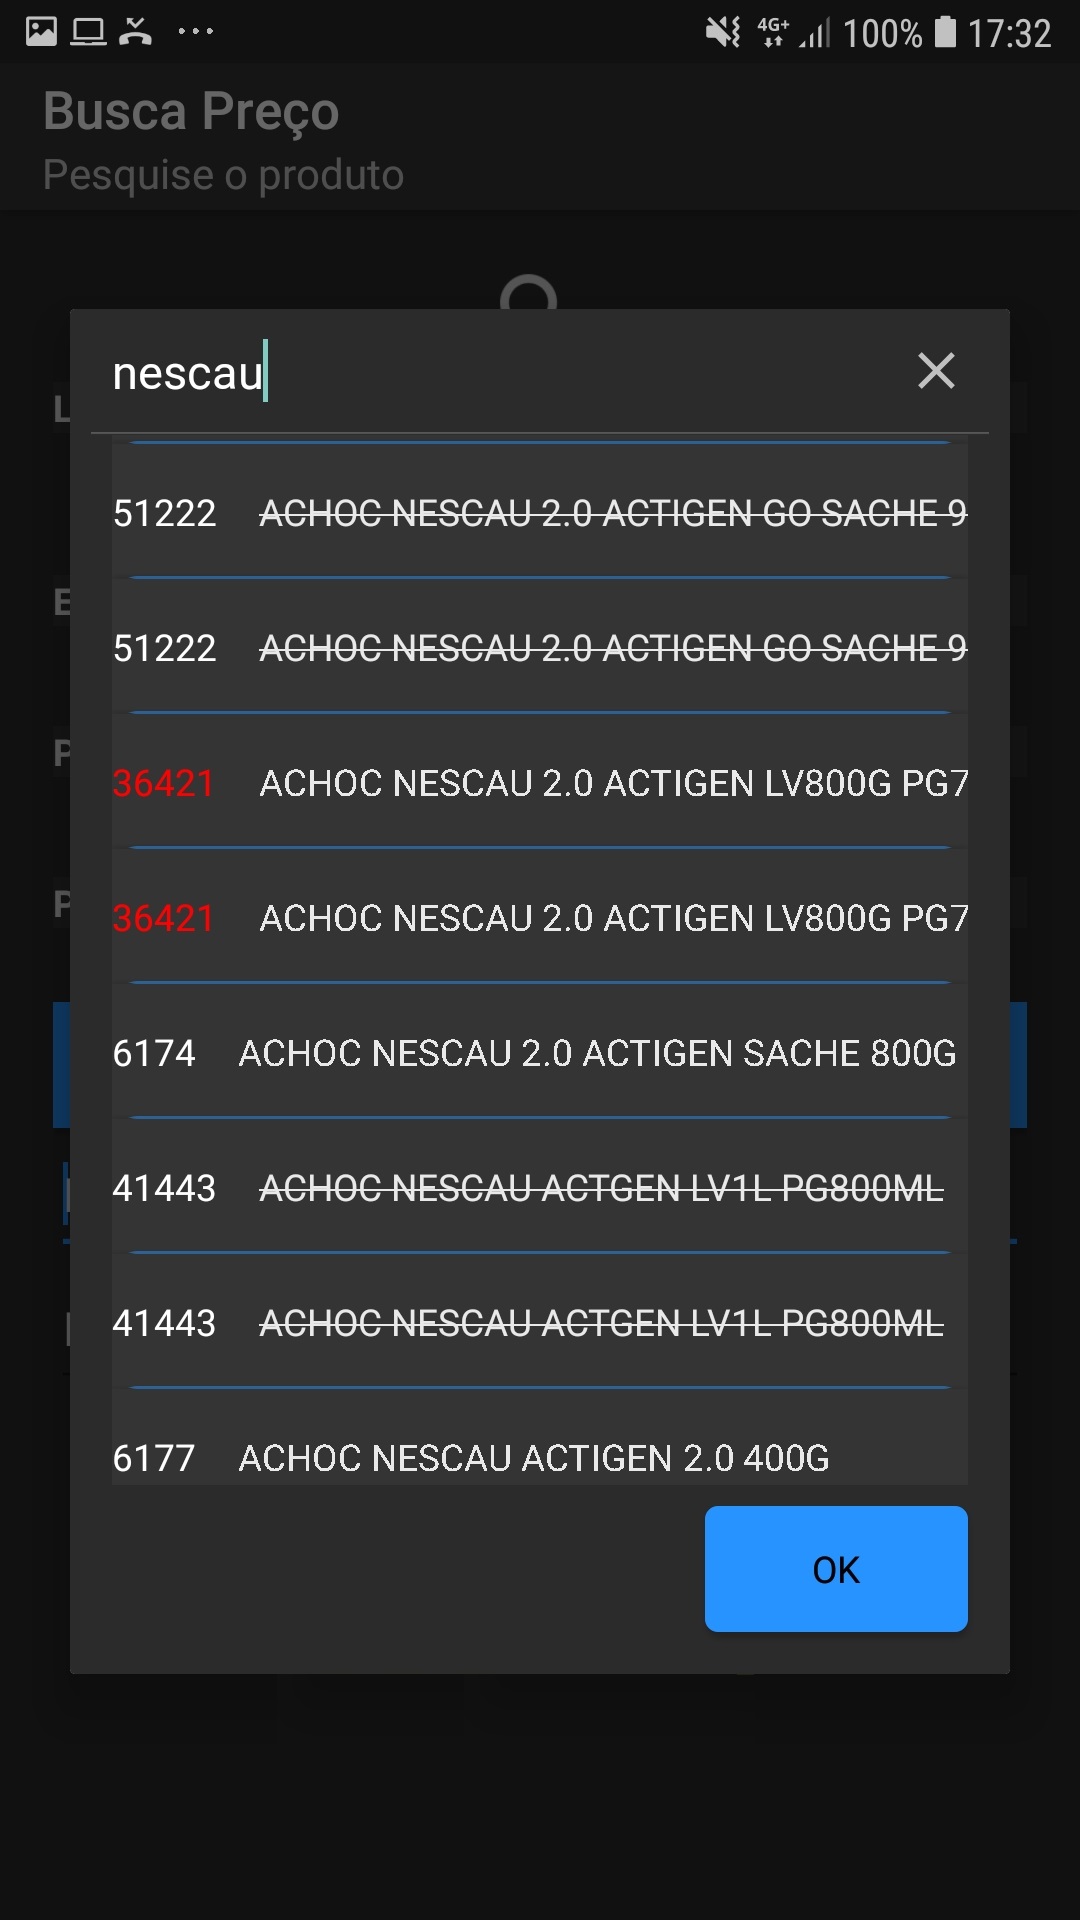 4G+ 100% 17:32
Busca Preço
Pesquise o produto
nescau
51222 ACHOC NESCAU 2.0 ACTIGEN GO SACHE 9
51222 ACHOC NESCAU 2.0 ACTIGEN GO SACHE 9
36421 ACHOC NESCAU 2.0 ACTIGEN LV800G PG7
36421 ACHOC NESCAU 2.0 ACTIGEN LV800G PG7
6174 ACHOC NESCAU 2.0 ACTIGEN SACHE 800G
41443 ACHOC NESCAU ACTGEN LV1L PG800ML
41443 ACHOC NESCAU ACTGEN LV1L PG800ML
6177 ACHOC NESCAU ACTIGEN 2.0 400G
OK